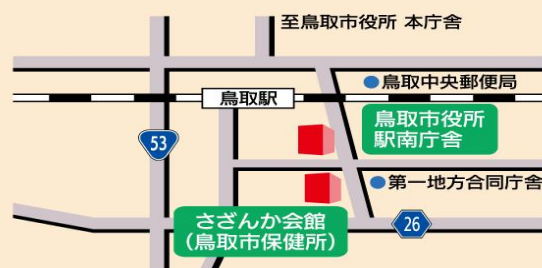 至鳥取市役所 本庁舎
鳥取中央郵便局
鳥取駅
鳥取市役所
駅南庁舎
53
第一地方合同庁舎
さざんか会館
(鳥取市保健所)
26